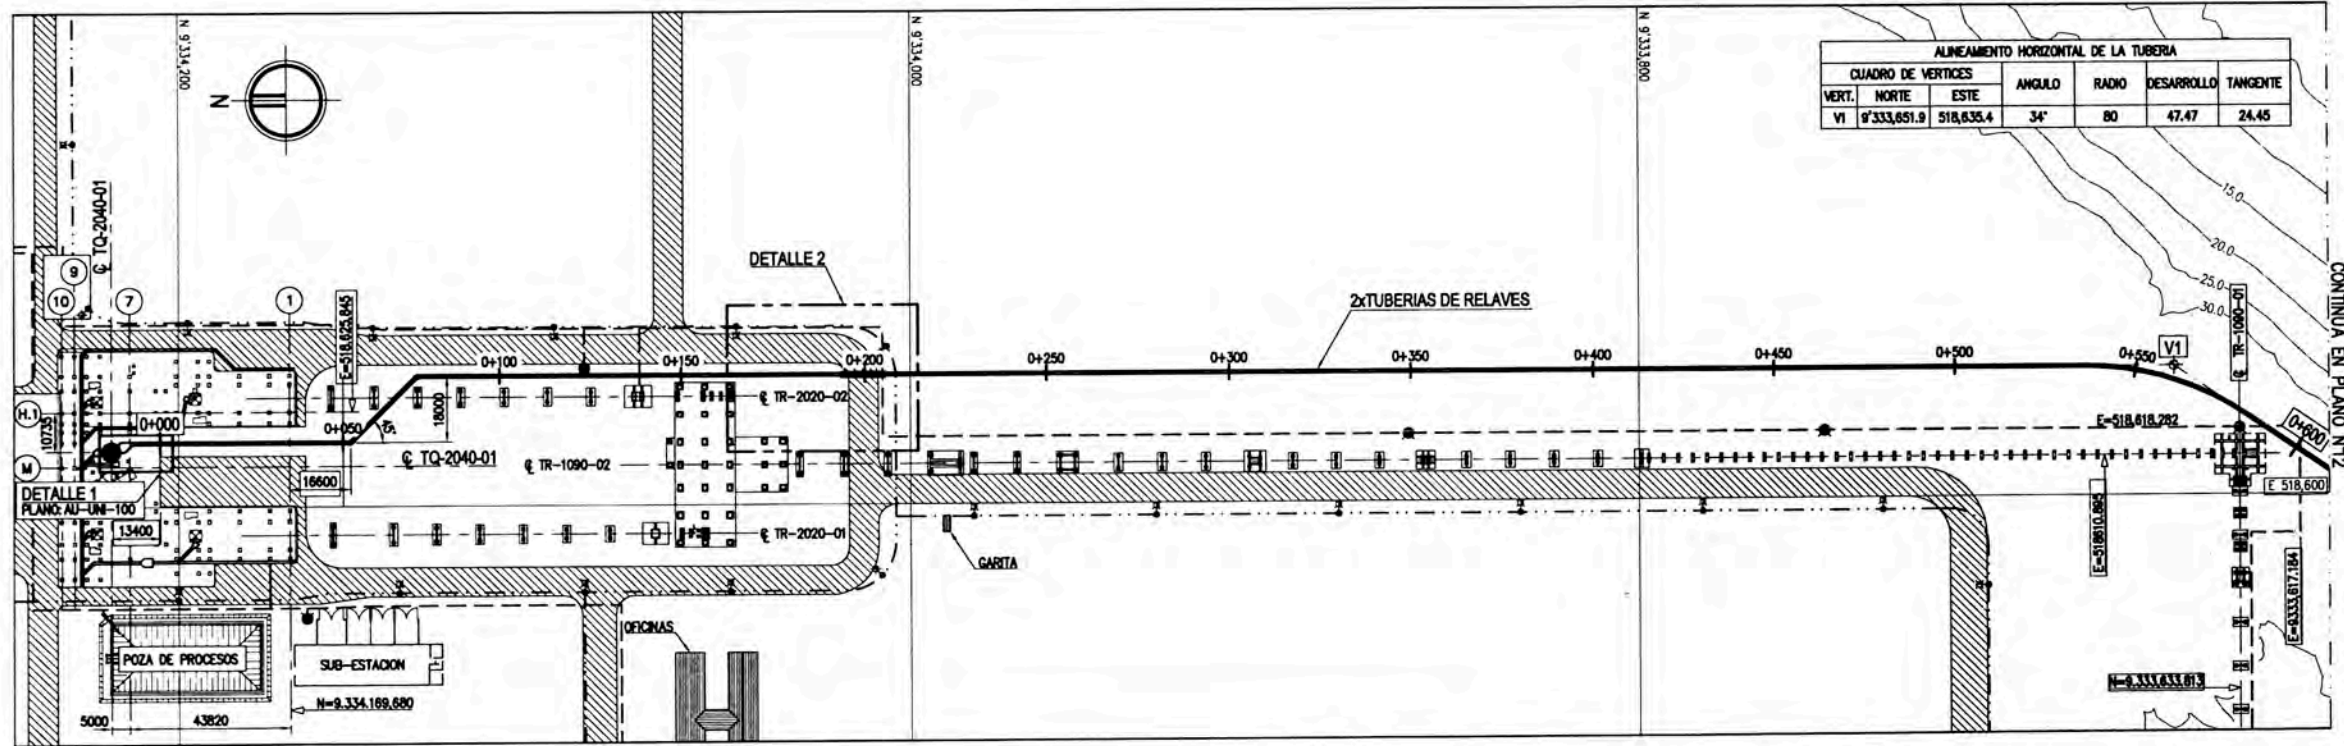 N 9'334,200
N 9'334,000
N 9'333,800
ALINEAMIENTO HORIZONTAL DE LA TUBERIA
CUADRO DE VERTICES
ANGULO
RADIO
DESARROLLO
TANGENTE
VERT.
NORTE
ESTE
V1
9'333,651.9
518,635.4
34°
80
47.47
24.45
N
℄ TQ-2040-01
9
10
7
1
E=518,625,845
DETALLE 2
2xTUBERIAS DE RELAVES
15.0
20.0
25.0
30.0
CONTINUA EN PLANO N°2
℄ TR-1090-01
V1
0+100
0+150
0+200
0+250
0+300
0+350
0+400
0+450
0+500
0+550
0+600
H.1
10735
0+000
0+050
45°
18000
℄ TR-2020-02
E=518,618,282
M
℄ TQ-2040-01
℄ TR-1090-02
16600
DETALLE 1
PLANO: AU-UNI-100
13400
E 518,600
E=518610.895
℄ TR-2020-01
GARITA
E=9333,617.184
OFICINAS
POZA DE PROCESOS
SUB-ESTACION
N=9.333.633.813
N=9.334.169,680
5000
43820